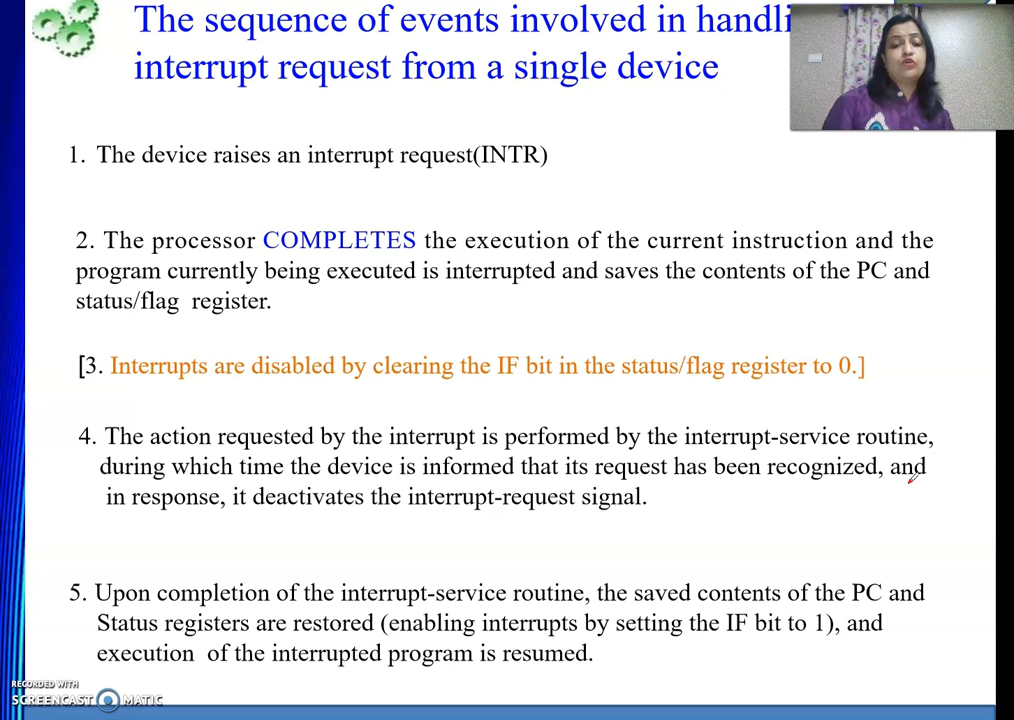 The sequence of events involved in handli
interrupt request from a single device
1. The device raises an interrupt request(INTR)
2. The processor COMPLETES the execution of the current instruction and the
program currently being executed is interrupted and saves the contents of the PC and
status/flag register.
[3. Interrupts are disabled by clearing the IF bit in the status/flag register to 0.]
4. The action requested by the interrupt is performed by the interrupt-service routine,
during which time the device is informed that its request has been recognized, and
in response, it deactivates the interrupt-request signal.
5. Upon completion of the interrupt-service routine, the saved contents of the PC and
Status registers are restored (enabling interrupts by setting the IF bit to 1), and
execution of the interrupted program is resumed.
RECORDED WITH
SCREENCAST MATIC